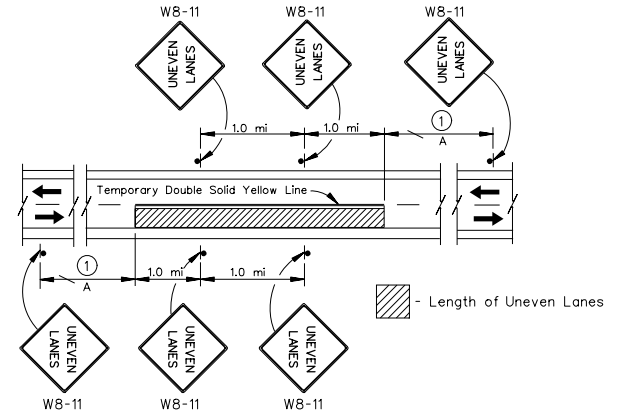 W8-11 W8-11 W8-11
UNEVEN
LANES
UNEVEN
LANES
UNEVEN
LANES
1.0 mi 1.0 mi 1
A
Temporary Double Solid Yellow Line
1 1.0 mi 1.0 mi
A
- Length of Uneven Lanes
UNEVEN
LANES
UNEVEN
LANES
UNEVEN
LANES
W8-11 W8-11 W8-11